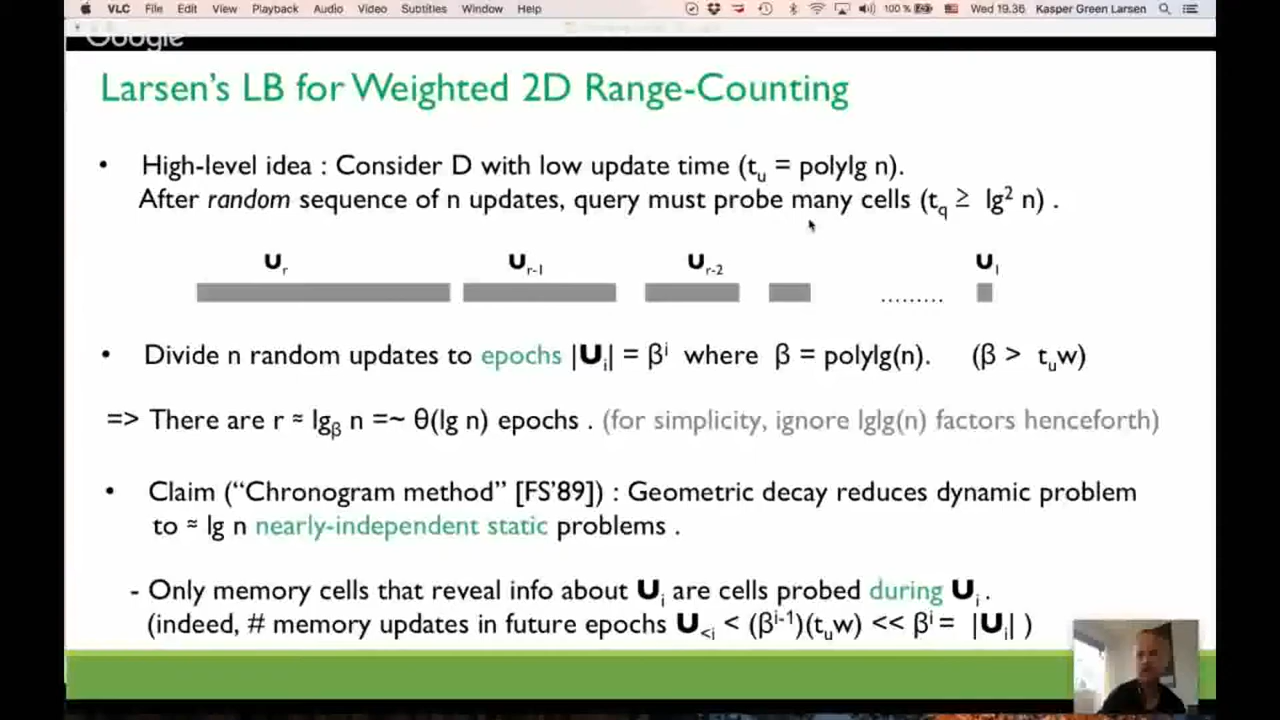 VLC File Edit View Playback Audio Video Subtitles Window Help 100 % Wed 19.36 Kasper Green Larsen
Google
Larsen's LB for Weighted 2D Range-Counting
• High-level idea : Consider D with low update time (tᵤ = polylg n).
After random sequence of n updates, query must probe many cells (t_q ≥ lg² n) .
Uᵣ Uᵣ₋₁ Uᵣ₋₂ U₁
.........
• Divide n random updates to epochs |Uᵢ| = βⁱ where β = polylg(n). (β > tᵤw)
=> There are r ≈ lgᵦ n =~ θ(lg n) epochs . (for simplicity, ignore lglg(n) factors henceforth)
• Claim ("Chronogram method" [FS'89]) : Geometric decay reduces dynamic problem
to ≈ lg n nearly-independent static problems .
- Only memory cells that reveal info about Uᵢ are cells probed during Uᵢ .
(indeed, # memory updates in future epochs U_<i < (βⁱ⁻¹)(tᵤw) << βⁱ = |Uᵢ| )